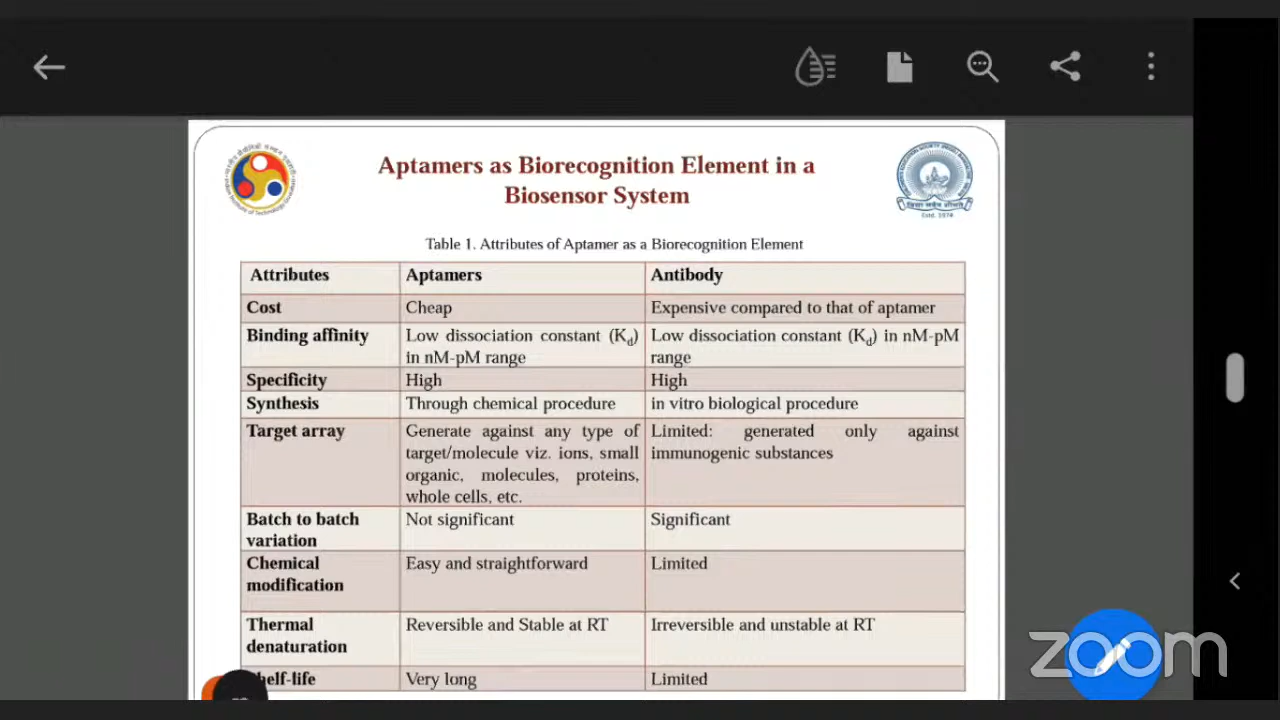 Aptamers as Biorecognition Element in a
Biosensor System
Estd. 1974
Table 1. Attributes of Aptamer as a Biorecognition Element
Attributes Aptamers Antibody
Cost Cheap Expensive compared to that of aptamer
Binding affinity Low dissociation constant (Kd) Low dissociation constant (Kd) in nM-pM
in nM-pM range range
Specificity High High
Synthesis Through chemical procedure in vitro biological procedure
Target array Generate against any type of Limited: generated only against
target/molecule viz. ions, small immunogenic substances
organic, molecules, proteins,
whole cells, etc.
Batch to batch Not significant Significant
variation
Chemical Easy and straightforward Limited
modification
Thermal Reversible and Stable at RT Irreversible and unstable at RT
denaturation
zoom
helf-life Very long Limited